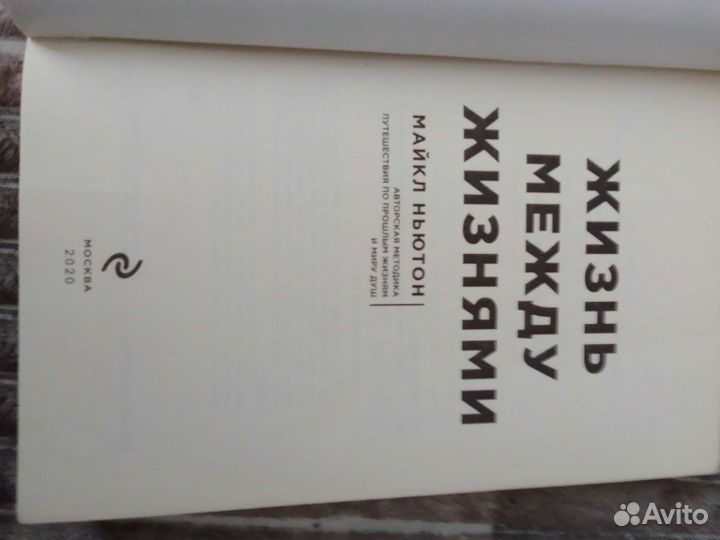 ЖИЗНЬ
МЕЖДУ
ЖИЗНЯМИ
МАЙКЛ НЬЮТОН
АВТОРСКАЯ МЕТОДИКА
ПУТЕШЕСТВИЯ ПО ПРОШЛЫМ ЖИЗНЯМ
И МИРУ ДУШ
МОСКВА
2020
Avito